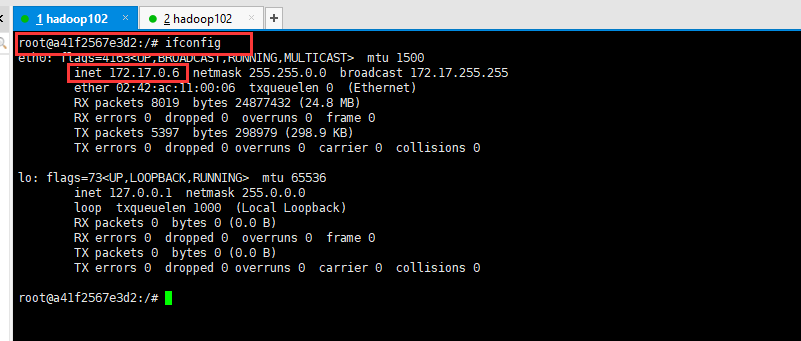 1 hadoop102 × 2 hadoop102 × +
root@a41f2567e3d2:/# ifconfig
eth0: flags=4163<UP,BROADCAST,RUNNING,MULTICAST>  mtu 1500
        inet 172.17.0.6  netmask 255.255.0.0  broadcast 172.17.255.255
        ether 02:42:ac:11:00:06  txqueuelen 0  (Ethernet)
        RX packets 8019  bytes 24877432 (24.8 MB)
        RX errors 0  dropped 0  overruns 0  frame 0
        TX packets 5397  bytes 298979 (298.9 KB)
        TX errors 0  dropped 0 overruns 0  carrier 0  collisions 0
lo: flags=73<UP,LOOPBACK,RUNNING>  mtu 65536
        inet 127.0.0.1  netmask 255.0.0.0
        loop  txqueuelen 1000  (Local Loopback)
        RX packets 0  bytes 0 (0.0 B)
        RX errors 0  dropped 0  overruns 0  frame 0
        TX packets 0  bytes 0 (0.0 B)
        TX errors 0  dropped 0 overruns 0  carrier 0  collisions 0
root@a41f2567e3d2:/#